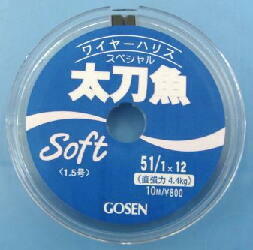 ワイヤーハリス
スペシャル
太刀魚
Soft
〈1.5号〉
51/1×12
〈直強力 4.4kg〉
10m/¥800
GOSEN